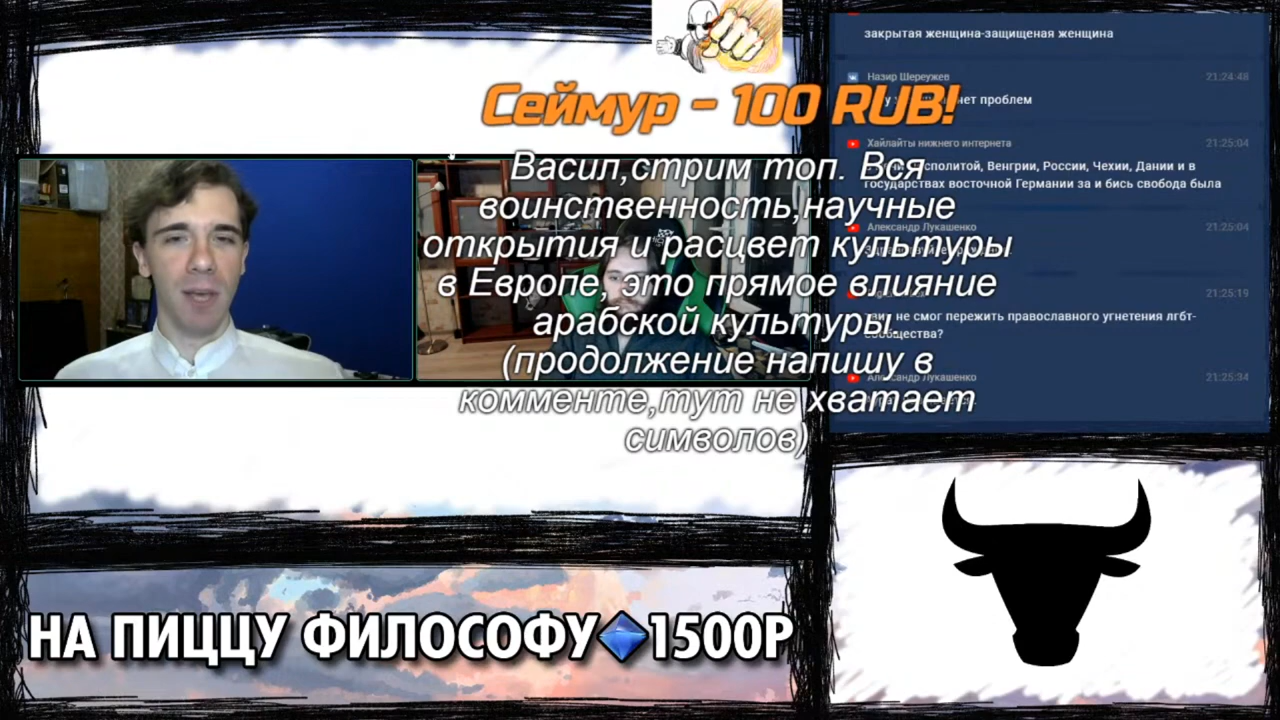 Сеймур - 100 RUB!
Васил,стрим топ. Вся
воинственность,научные
открытия и расцвет культуры
в Европе, это прямое влияние
арабской культуры.
(продолжение напишу в
комменте,тут не хватает
символов)
закрытая женщина-защищеная женщина
Назир Шереужев 21:24:48
нет проблем
Хайлайты нижнего интернета 21:25:04
Венгрии, России, Чехии, Дании и в
государствах восточной Германии за и бись свобода была
Александр Лукашенко 21:25:04
21:25:19
не смог пережить православного угнетения лгбт-
сообщества?
Александр Лукашенко 21:25:34
НА ПИЦЦУ ФИЛОСОФУ 1500Р